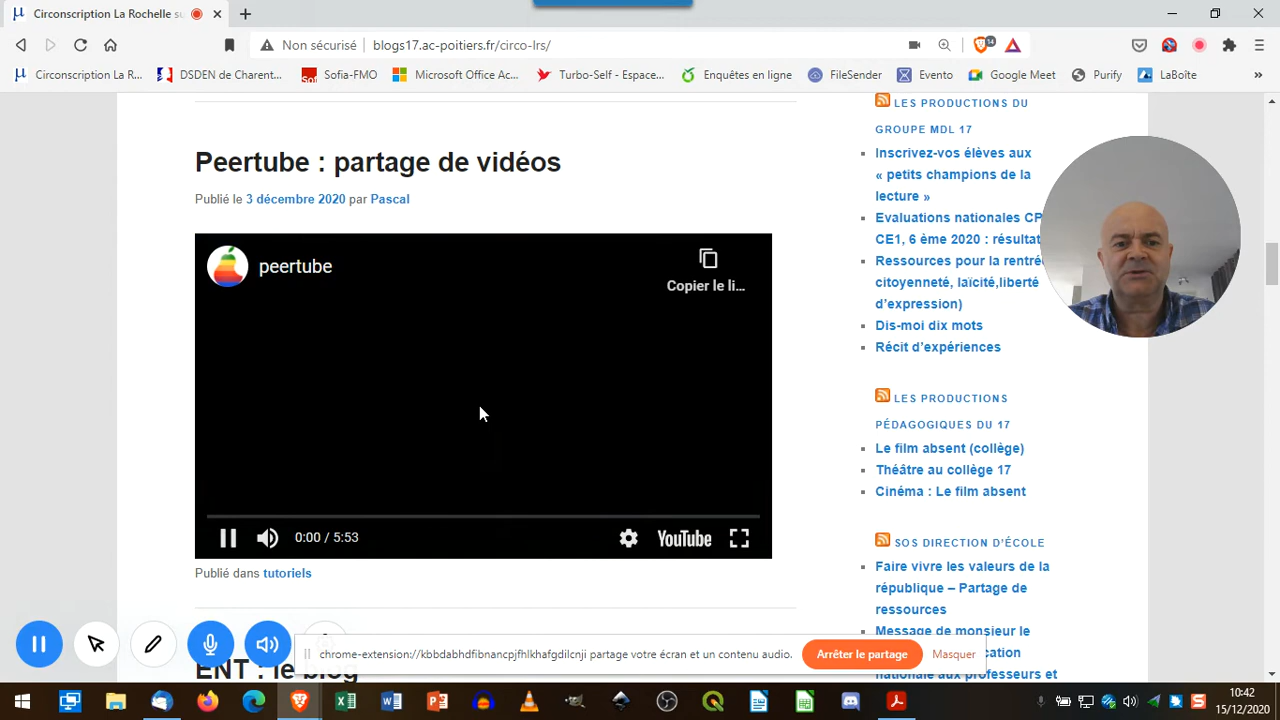 Circonscription La Rochelle su
Non sécurisé
blogs17.ac-poitiers.fr/circo-lrs/
14
Circonscription La R...
DSDEN de Charent...
Sofia-FMO
Microsoft Office Ac...
Turbo-Self - Espace...
Enquêtes en ligne
FileSender
Evento
Google Meet
Purify
LaBoîte
»
Peertube : partage de vidéos
Publié le 3 décembre 2020 par Pascal
peertube
Copier le li...
0:00 / 5:53
YouTube
Publié dans tutoriels
ENT : le blog
LES PRODUCTIONS DU
GROUPE MDL 17
Inscrivez-vos élèves aux
« petits champions de la
lecture »
Evaluations nationales CP
CE1, 6 ème 2020 : résultat
Ressources pour la rentrée
citoyenneté, laïcité,liberté
d'expression)
Dis-moi dix mots
Récit d'expériences
LES PRODUCTIONS
PÉDAGOGIQUES DU 17
Le film absent (collège)
Théâtre au collège 17
Cinéma : Le film absent
SOS DIRECTION D'ÉCOLE
Faire vivre les valeurs de la
république – Partage de
ressources
Message de monsieur le
cation
nationale aux professeurs et
chrome-extension://kbbdabhdfibnancpjfhlkhafgdilcnji partage votre écran et un contenu audio.
Arrêter le partage
Masquer
10:42
15/12/2020